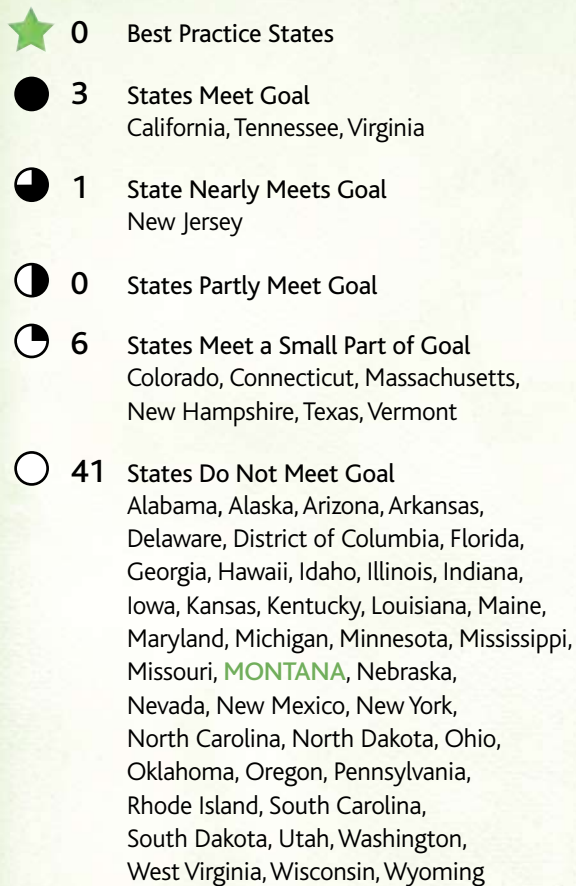 0 Best Practice States
3 States Meet Goal
California, Tennessee, Virginia
1 State Nearly Meets Goal
New Jersey
0 States Partly Meet Goal
6 States Meet a Small Part of Goal
Colorado, Connecticut, Massachusetts,
New Hampshire, Texas, Vermont
41 States Do Not Meet Goal
Alabama, Alaska, Arizona, Arkansas,
Delaware, District of Columbia, Florida,
Georgia, Hawaii, Idaho, Illinois, Indiana,
Iowa, Kansas, Kentucky, Louisiana, Maine,
Maryland, Michigan, Minnesota, Mississippi,
Missouri, MONTANA, Nebraska,
Nevada, New Mexico, New York,
North Carolina, North Dakota, Ohio,
Oklahoma, Oregon, Pennsylvania,
Rhode Island, South Carolina,
South Dakota, Utah, Washington,
West Virginia, Wisconsin, Wyoming